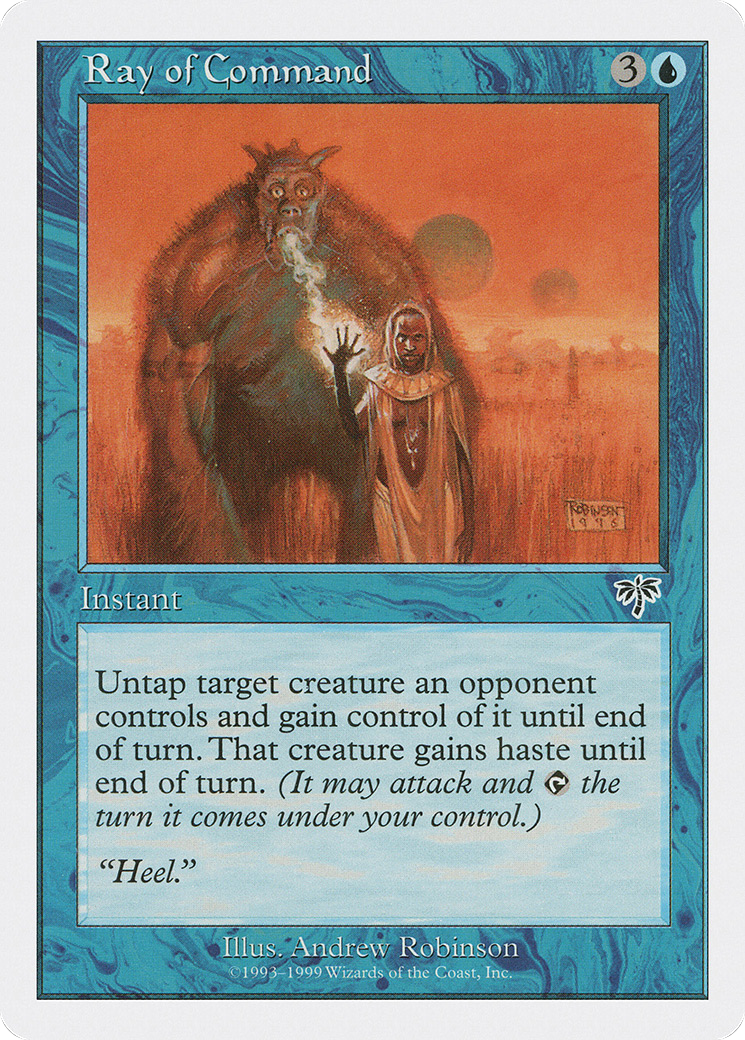 Ray of Command
3
ROBINSON
1996
Instant
Untap target creature an opponent
controls and gain control of it until end
of turn. That creature gains haste until
end of turn. (It may attack and the
turn it comes under your control.)
“Heel.”
Illus. Andrew Robinson
©1993–1999 Wizards of the Coast, Inc.